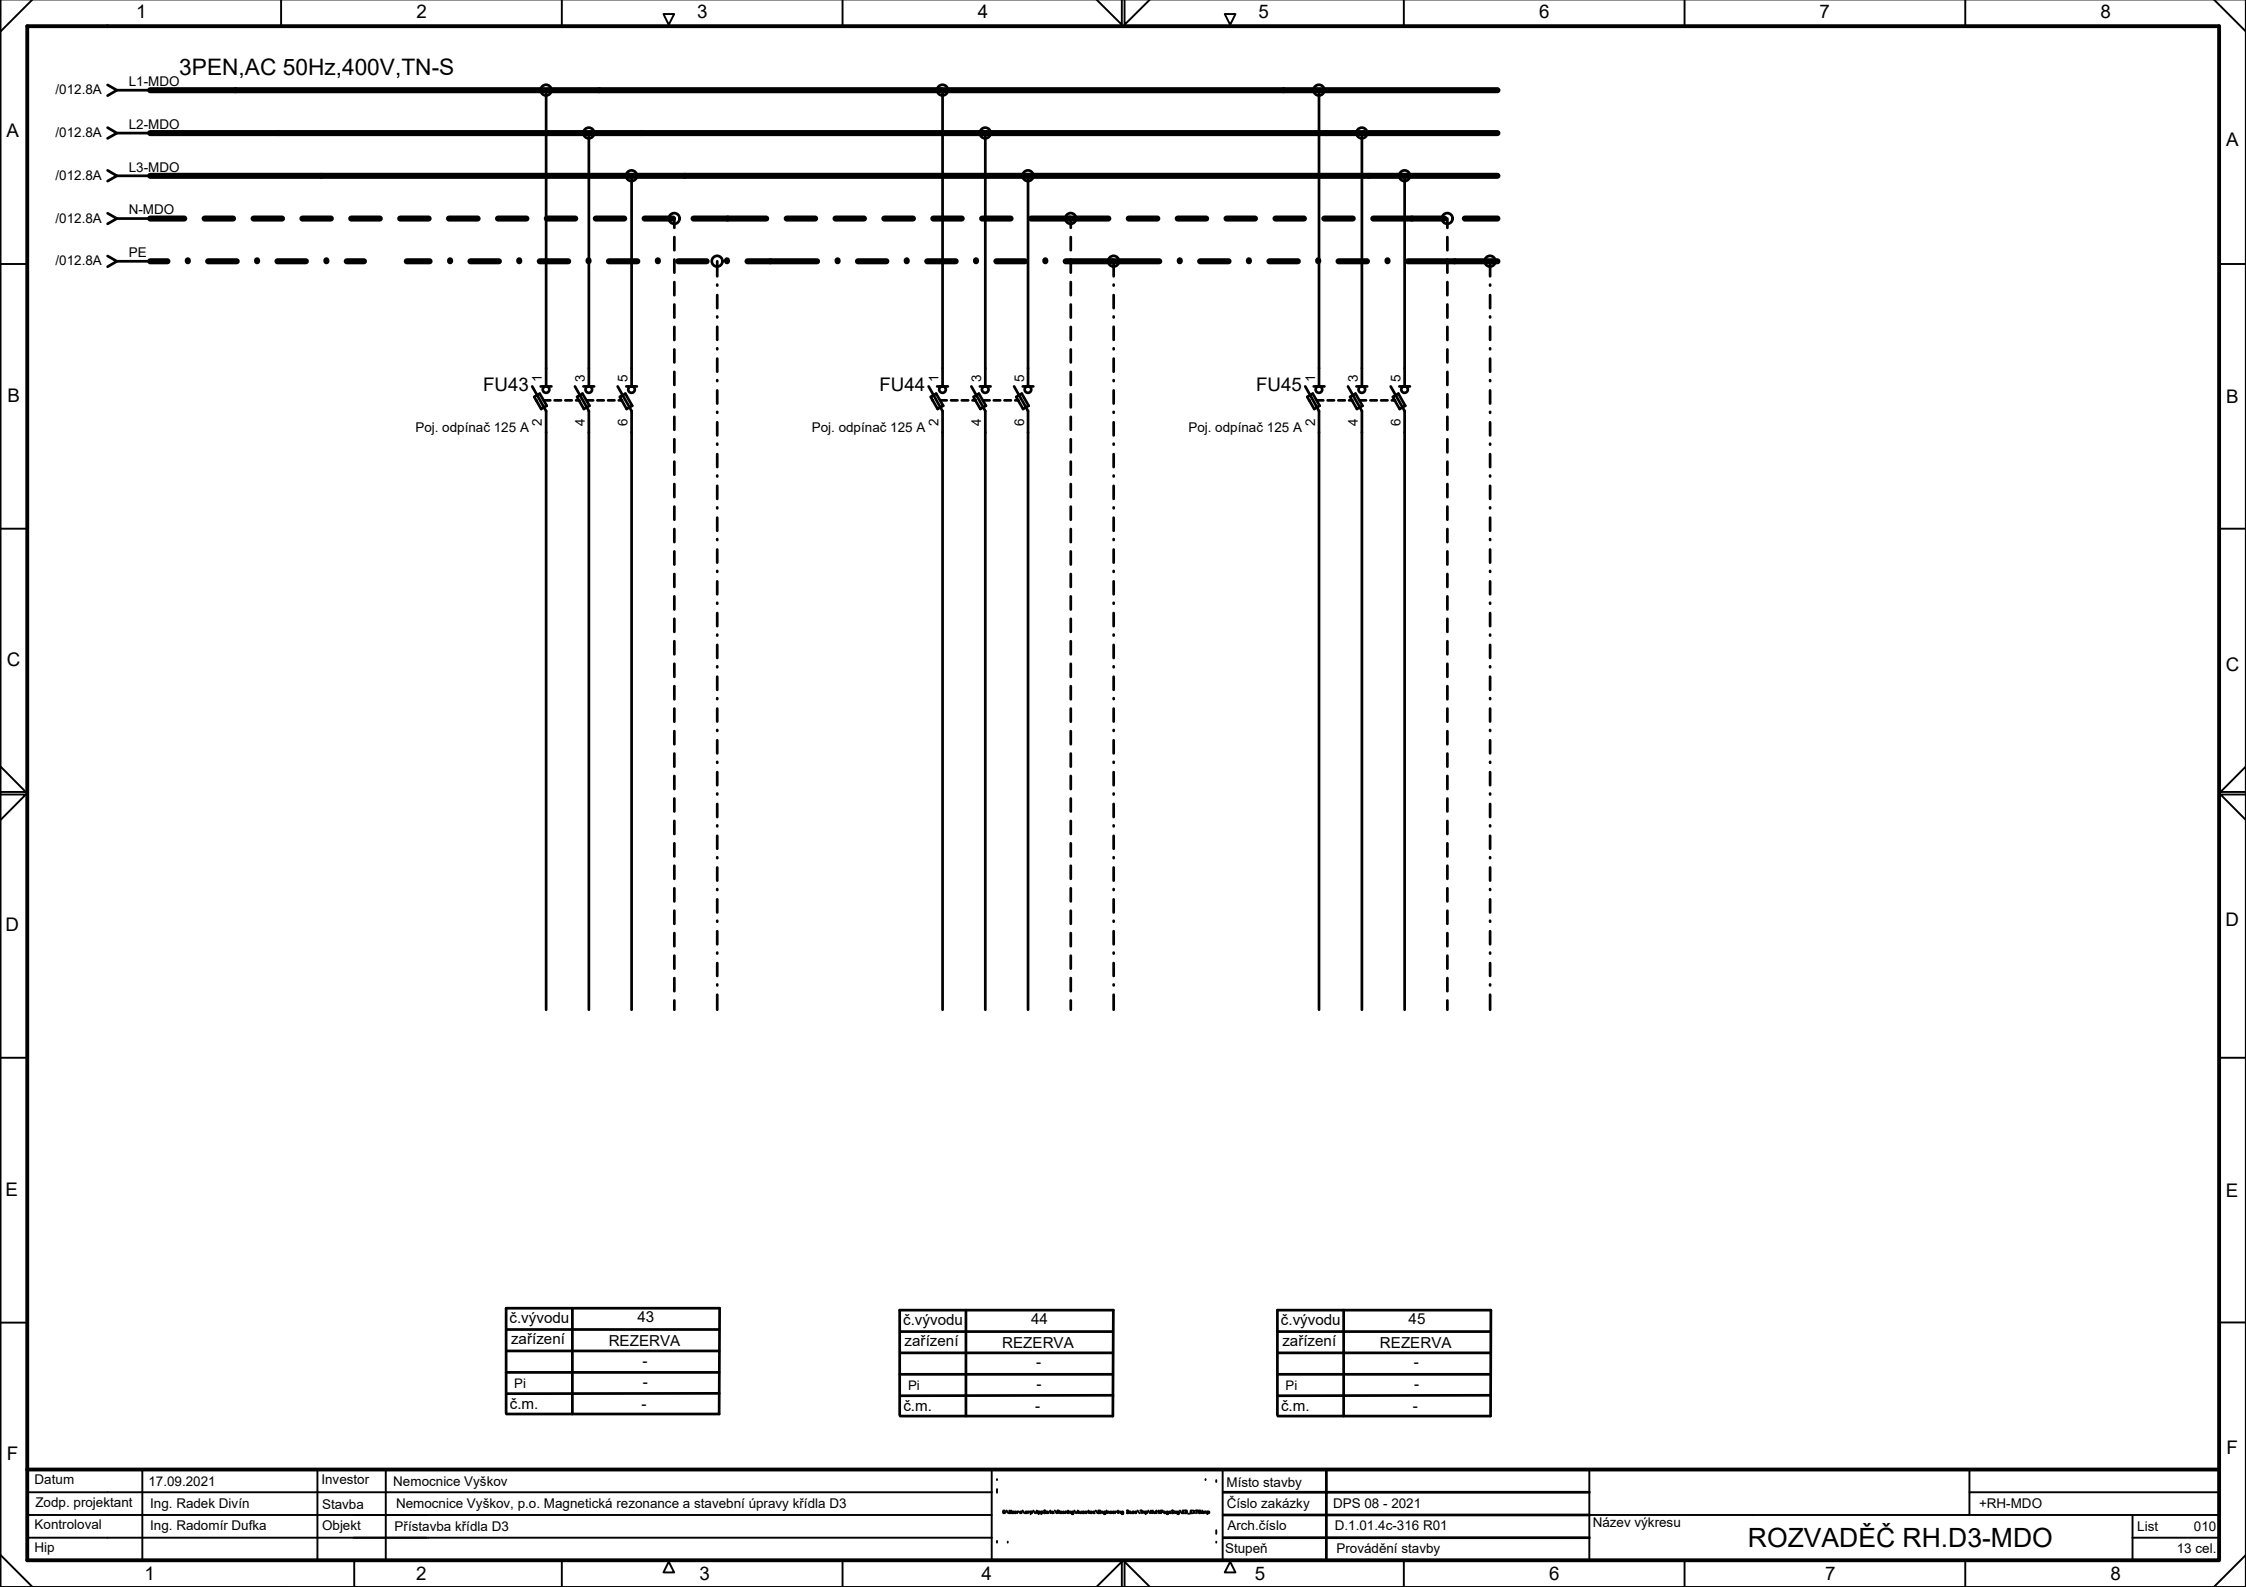 1 2 3 4 5 6 7 8
3PEN,AC 50Hz,400V,TN-S
/012.8A L1-MDO
A A
/012.8A L2-MDO
/012.8A L3-MDO
/012.8A N-MDO
/012.8A PE
B B
FU43 1 3 5
Poj. odpínač 125 A 2 4 6
FU44 1 3 5
Poj. odpínač 125 A 2 4 6
FU45 1 3 5
Poj. odpínač 125 A 2 4 6
C C
D D
E E
č.vývodu 43
zařízení REZERVA
-
Pi -
č.m. -
č.vývodu 44
zařízení REZERVA
-
Pi -
č.m. -
č.vývodu 45
zařízení REZERVA
-
Pi -
č.m. -
F F
Datum 17.09.2021 Investor Nemocnice Vyškov
Zodp. projektant Ing. Radek Divín Stavba Nemocnice Vyškov, p.o. Magnetická rezonance a stavební úpravy křídla D3
Kontroloval Ing. Radomír Dufka Objekt Přístavba křídla D3
Hip
Místo stavby
Číslo zakázky DPS 08 - 2021
Arch.číslo D.1.01.4c-316 R01
Stupeň Provádění stavby
+RH-MDO
Název výkresu ROZVADĚČ RH.D3-MDO
List 010
13 cel.
1 2 3 4 5 6 7 8